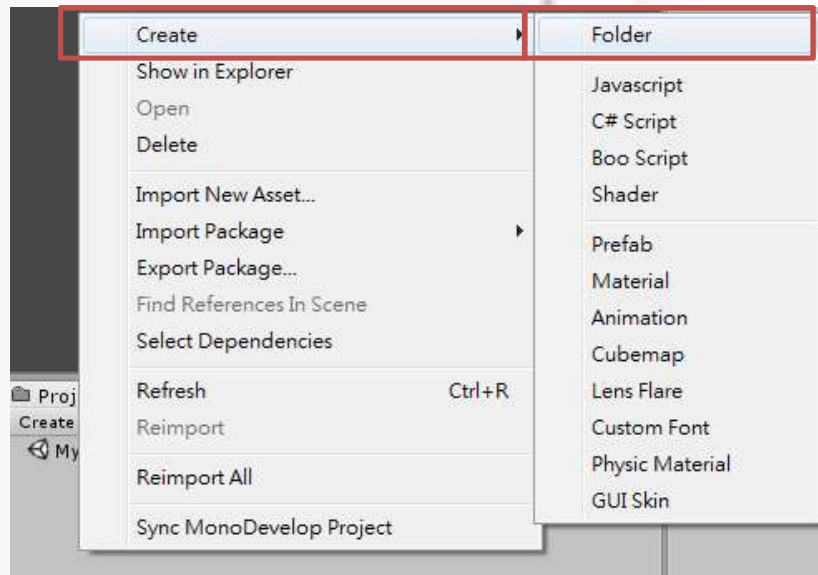 Create
Show in Explorer
Open
Delete
Import New Asset...
Import Package
Export Package...
Find References In Scene
Select Dependencies
Refresh Ctrl+R
Reimport
Reimport All
Sync MonoDevelop Project
Folder
Javascript
C# Script
Boo Script
Shader
Prefab
Material
Animation
Cubemap
Lens Flare
Custom Font
Physic Material
GUI Skin
Proj
Create
My